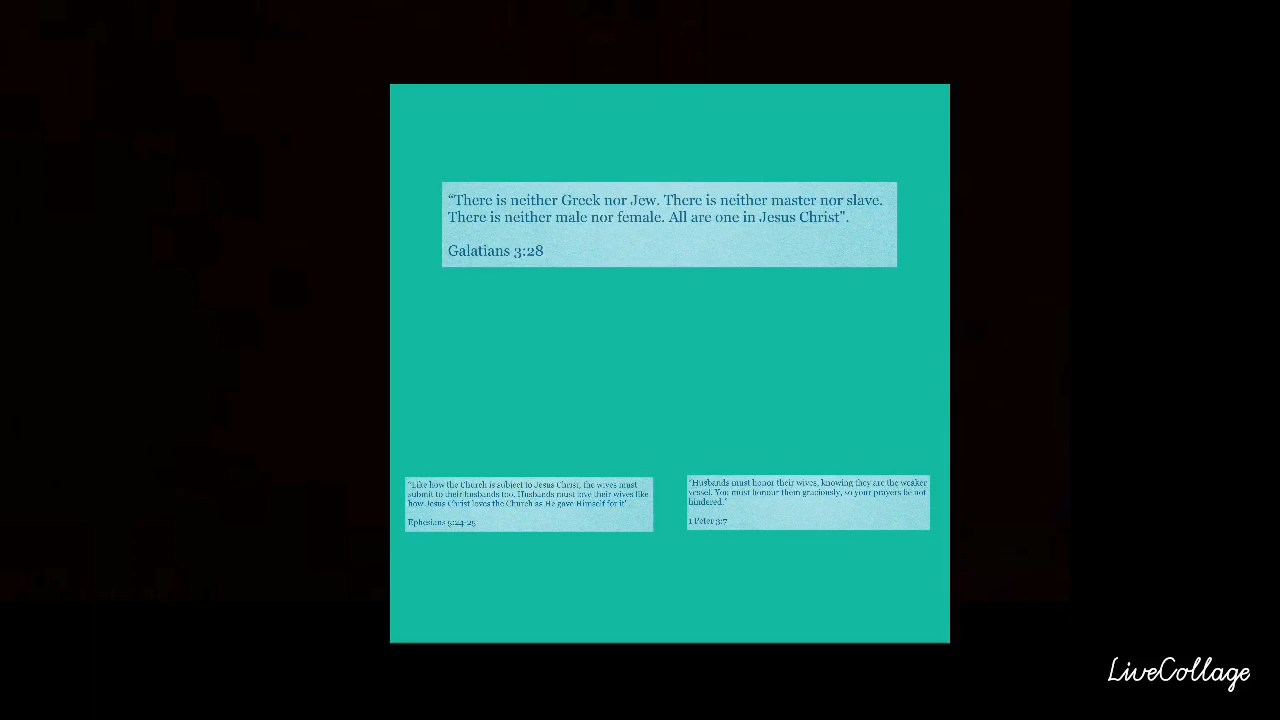 “There is neither Greek nor Jew. There is neither master nor slave.
There is neither male nor female. All are one in Jesus Christ".
Galatians 3:28
“Like how the Church is subject to Jesus Christ, the wives must
submit to their husbands too. Husbands must love their wives like
how Jesus Christ loves the Church as He gave Himself for it”.
Ephesians 5:24-25
“Husbands must honor their wives, knowing they are the weaker
vessel. You must honour them graciously, so your prayers be not
hindered.”
1 Peter 3:7
LiveCollage